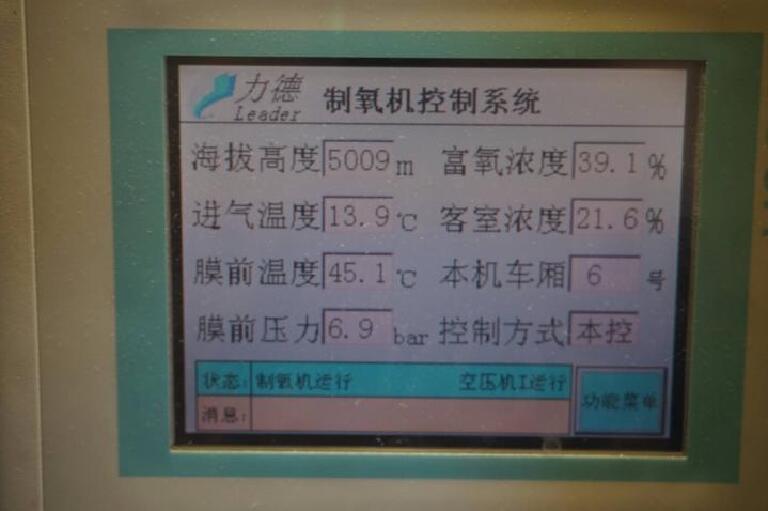 力德
Leader
制氧机控制系统
海拔高度 5009 m 富氧浓度 39.1 %
进气温度 13.9 ℃ 客室浓度 21.6 %
膜前温度 45.1 ℃ 本机车厢 6 号
膜前压力 6.9 bar 控制方式 本控
状态: 制氧机运行 空压机I运行
消息:
功能菜单